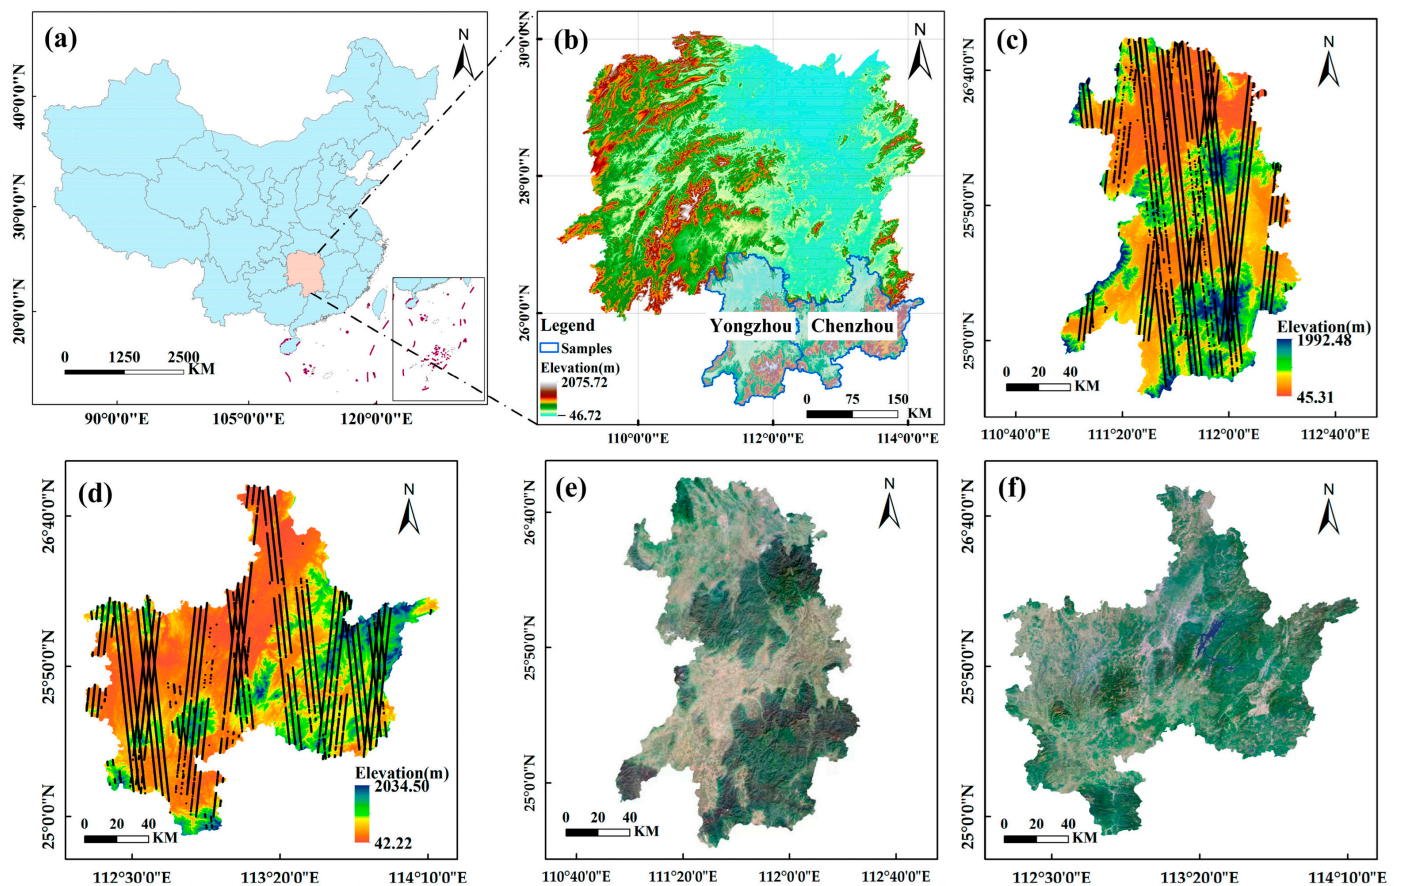 (a)
N
40°0'0"N
30°0'0"N
20°0'0"N
0 1250 2500
KM
90°0'0"E 105°0'0"E 120°0'0"E
(b)
N
30°0'0"N
28°0'0"N
26°0'0"N
Yongzhou Chenzhou
Legend
Samples
Elevation(m)
2075.72
- 46.72
0 75 150
KM
110°0'0"E 112°0'0"E 114°0'0"E
(c)
N
26°40'0"N
25°50'0"N
25°0'0"N
Elevation(m)
1992.48
45.31
0 20 40
KM
110°40'0"E 111°20'0"E 112°0'0"E 112°40'0"E
(d)
N
26°40'0"N
25°50'0"N
25°0'0"N
Elevation(m)
2034.50
42.22
0 20 40
KM
112°30'0"E 113°20'0"E 114°10'0"E
(e)
N
26°40'0"N
25°50'0"N
25°0'0"N
0 20 40
KM
110°40'0"E 111°20'0"E 112°0'0"E 112°40'0"E
(f)
N
26°40'0"N
25°50'0"N
25°0'0"N
0 20 40
KM
112°30'0"E 113°20'0"E 114°10'0"E